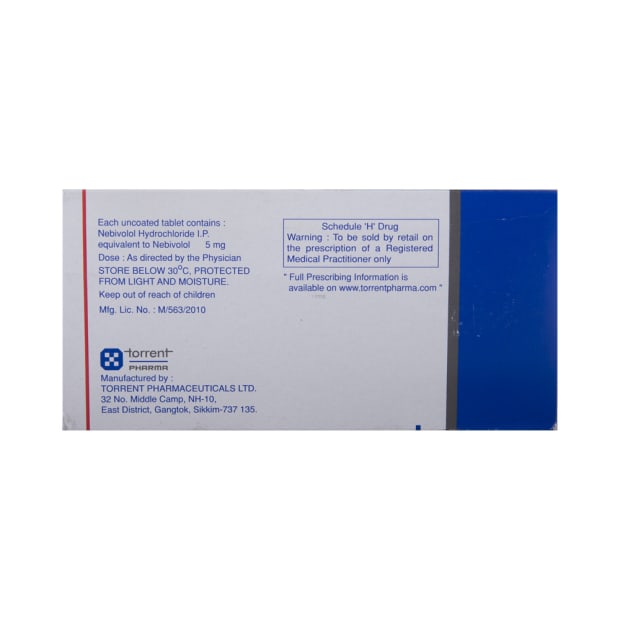 Each uncoated tablet contains :
Nebivolol Hydrochloride I.P.
equivalent to Nebivolol 5 mg
Dose : As directed by the Physician
STORE BELOW 30°C, PROTECTED
FROM LIGHT AND MOISTURE.
Keep out of reach of children
Mfg. Lic. No. : M/563/2010
torrent
PHARMA
Manufactured by :
TORRENT PHARMACEUTICALS LTD.
32 No. Middle Camp, NH-10,
East District, Gangtok, Sikkim-737 135.
Schedule 'H' Drug
Warning : To be sold by retail on
the prescription of a Registered
Medical Practitioner only
" Full Prescribing Information is
available on www.torrentpharma.com "